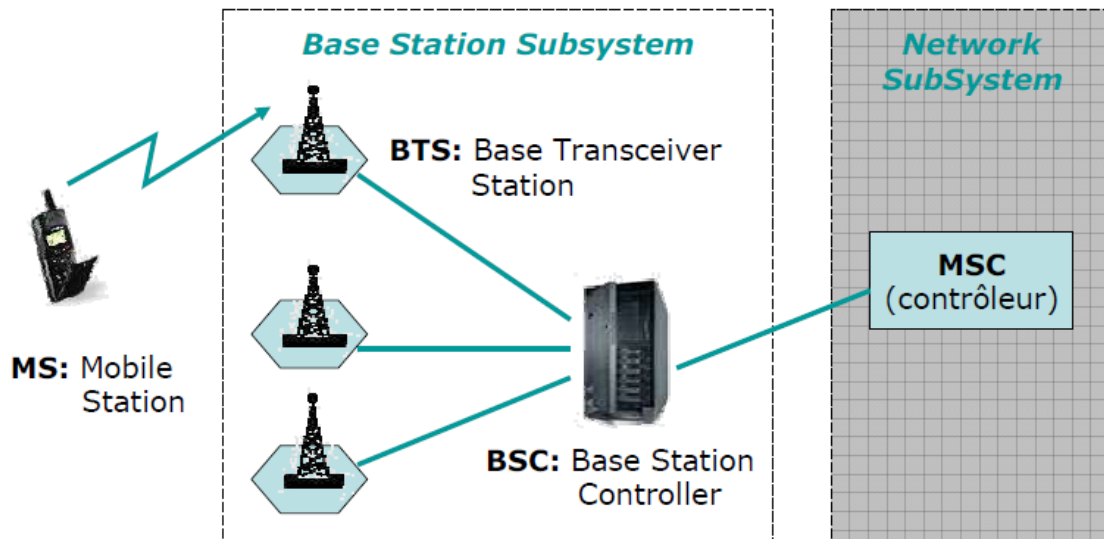 Base Station Subsystem
Network
SubSystem
BTS: Base Transceiver
Station
MSC
(contrôleur)
MS: Mobile
Station
BSC: Base Station
Controller